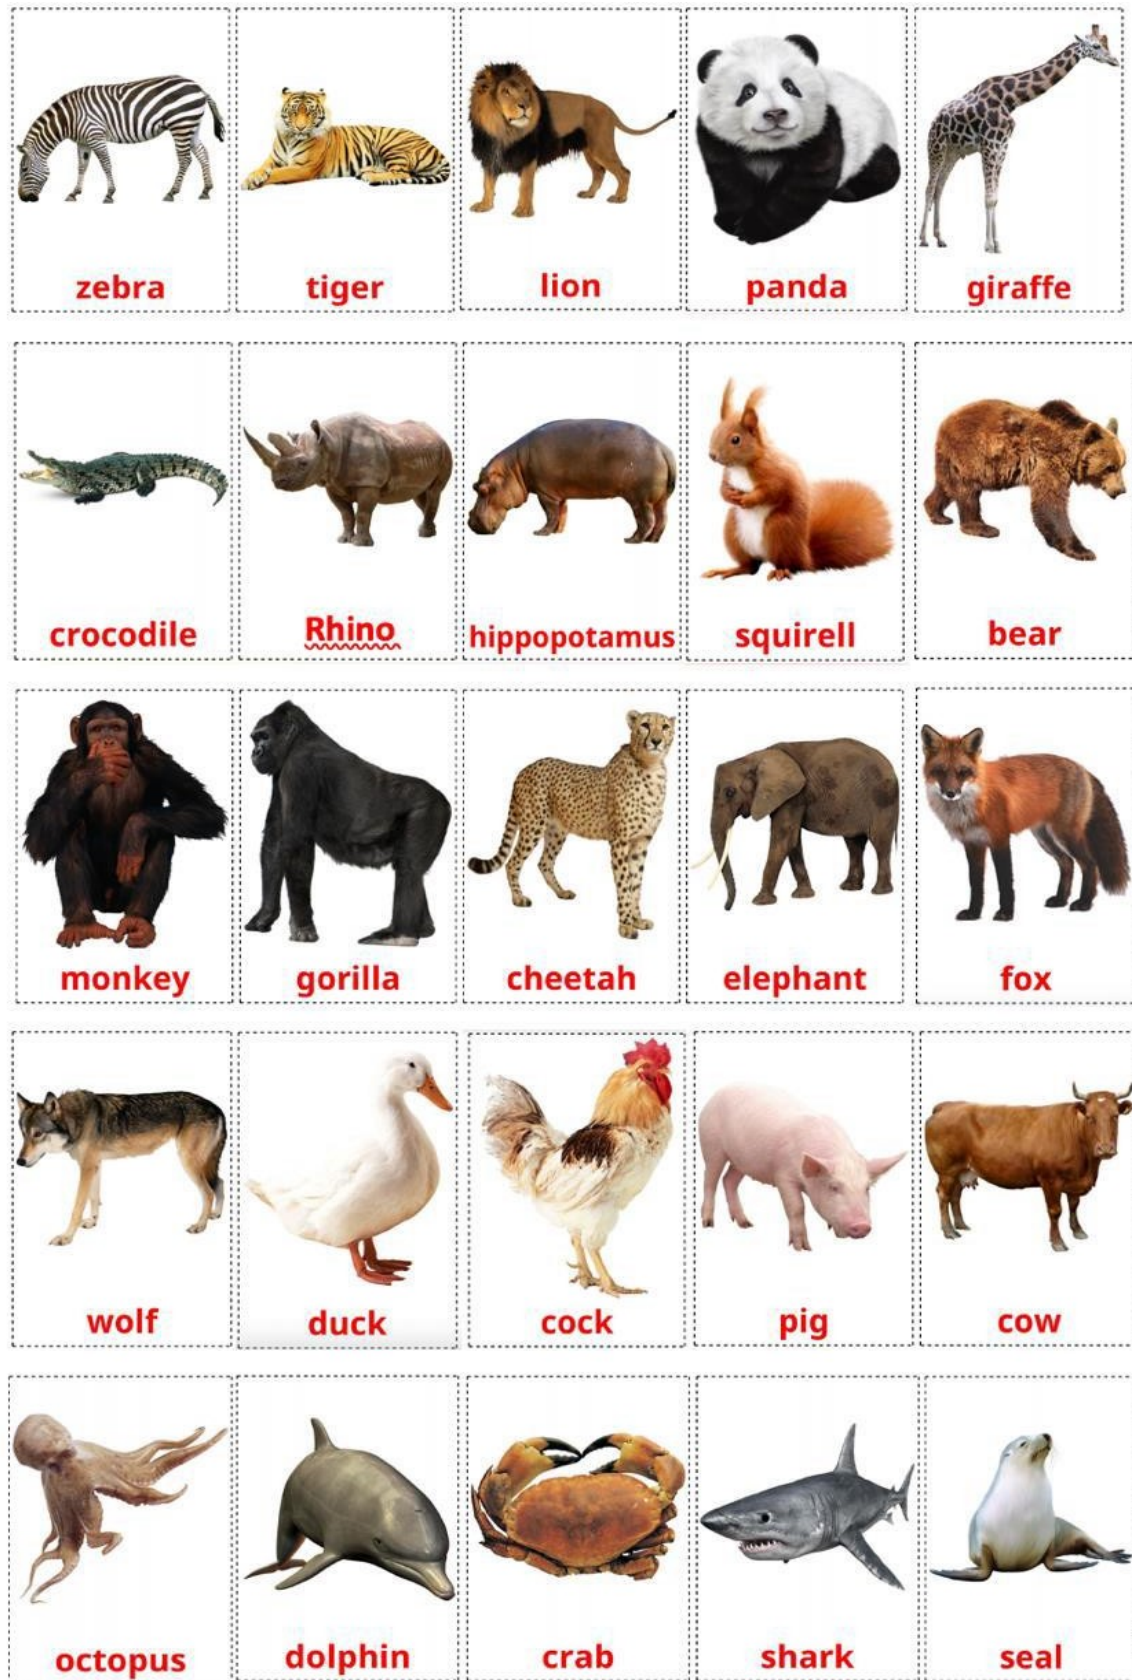 zebra
tiger
lion
panda
giraffe
crocodile
Rhino
hippopotamus
squirell
bear
monkey
gorilla
cheetah
elephant
fox
wolf
duck
cock
pig
cow
octopus
dolphin
crab
shark
seal